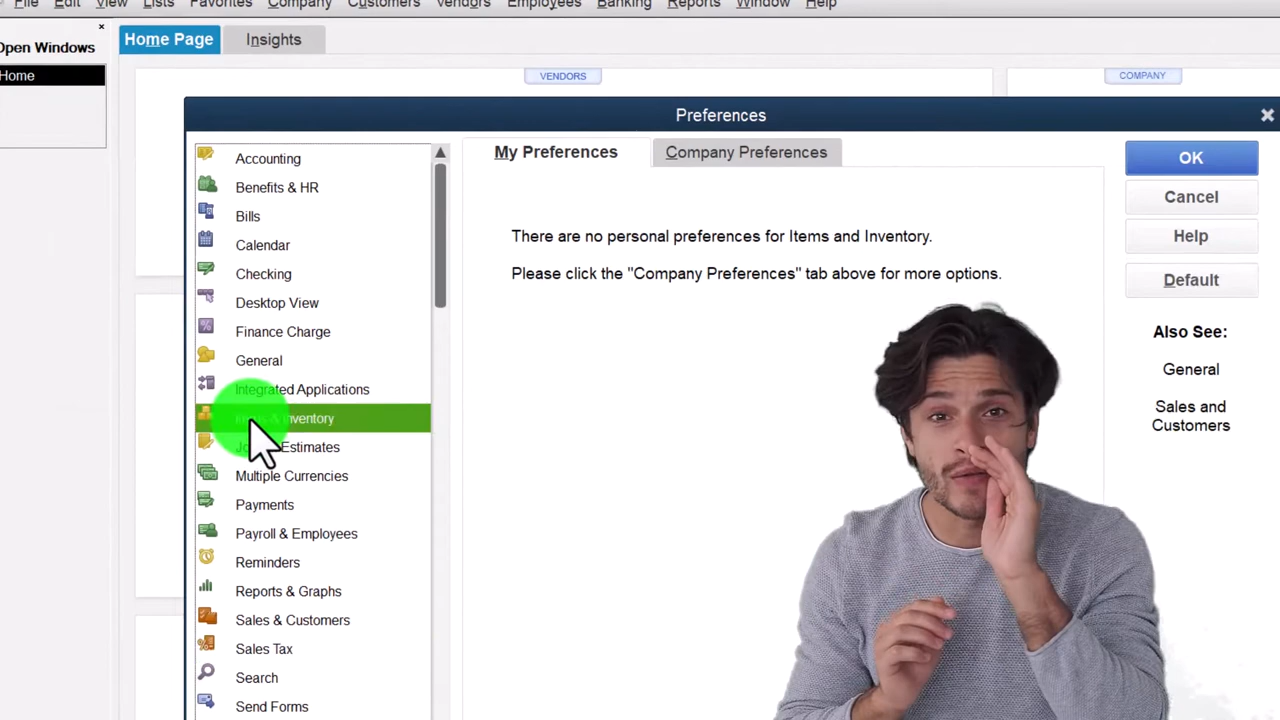 File Edit View Lists Favorites Company Customers Vendors Employees Banking Reports Window Help
Open Windows
Home
Home Page
Insights
VENDORS
COMPANY
Preferences
Accounting
Benefits & HR
Bills
Calendar
Checking
Desktop View
Finance Charge
General
Integrated Applications
& Inventory
Estimates
Multiple Currencies
Payments
Payroll & Employees
Reminders
Reports & Graphs
Sales & Customers
Sales Tax
Search
Send Forms
My Preferences
Company Preferences
There are no personal preferences for Items and Inventory.
Please click the "Company Preferences" tab above for more options.
OK
Cancel
Help
Default
Also See:
General
Sales and
Customers